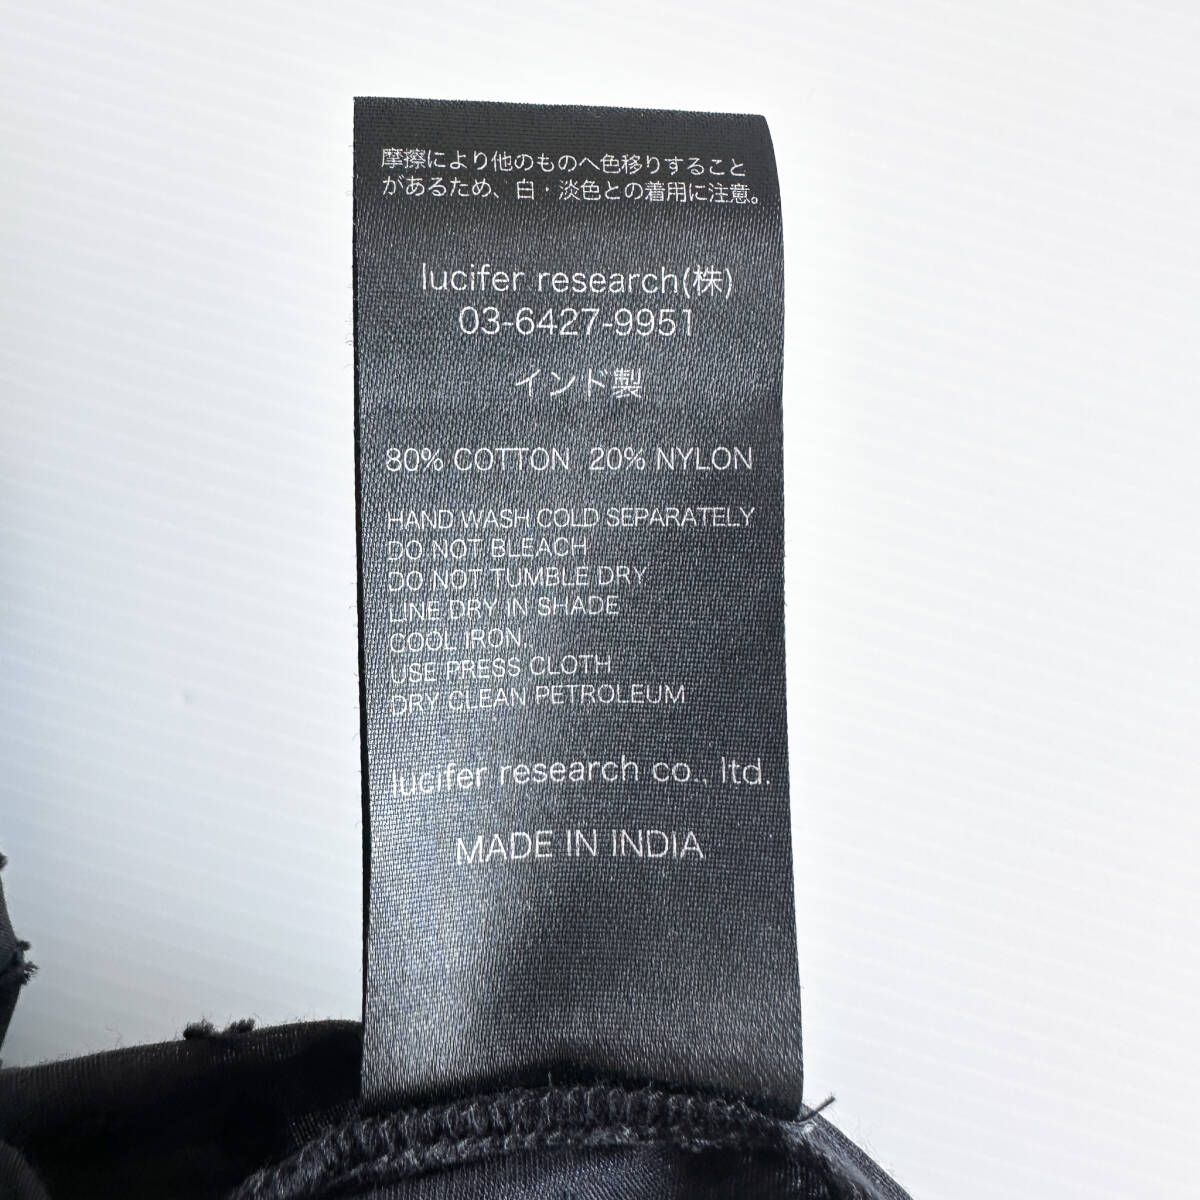 摩擦により他のものへ色移りすること
があるため、白・淡色との着用に注意。
lucifer research(株)
03-6427-9951
インド製
80% COTTON 20% NYLON
HAND WASH COLD SEPARATELY
DO NOT BLEACH
DO NOT TUMBLE DRY
LINE DRY IN SHADE
COOL IRON.
USE PRESS CLOTH
DRY CLEAN PETROLEUM
lucifer research co., ltd.
MADE IN INDIA